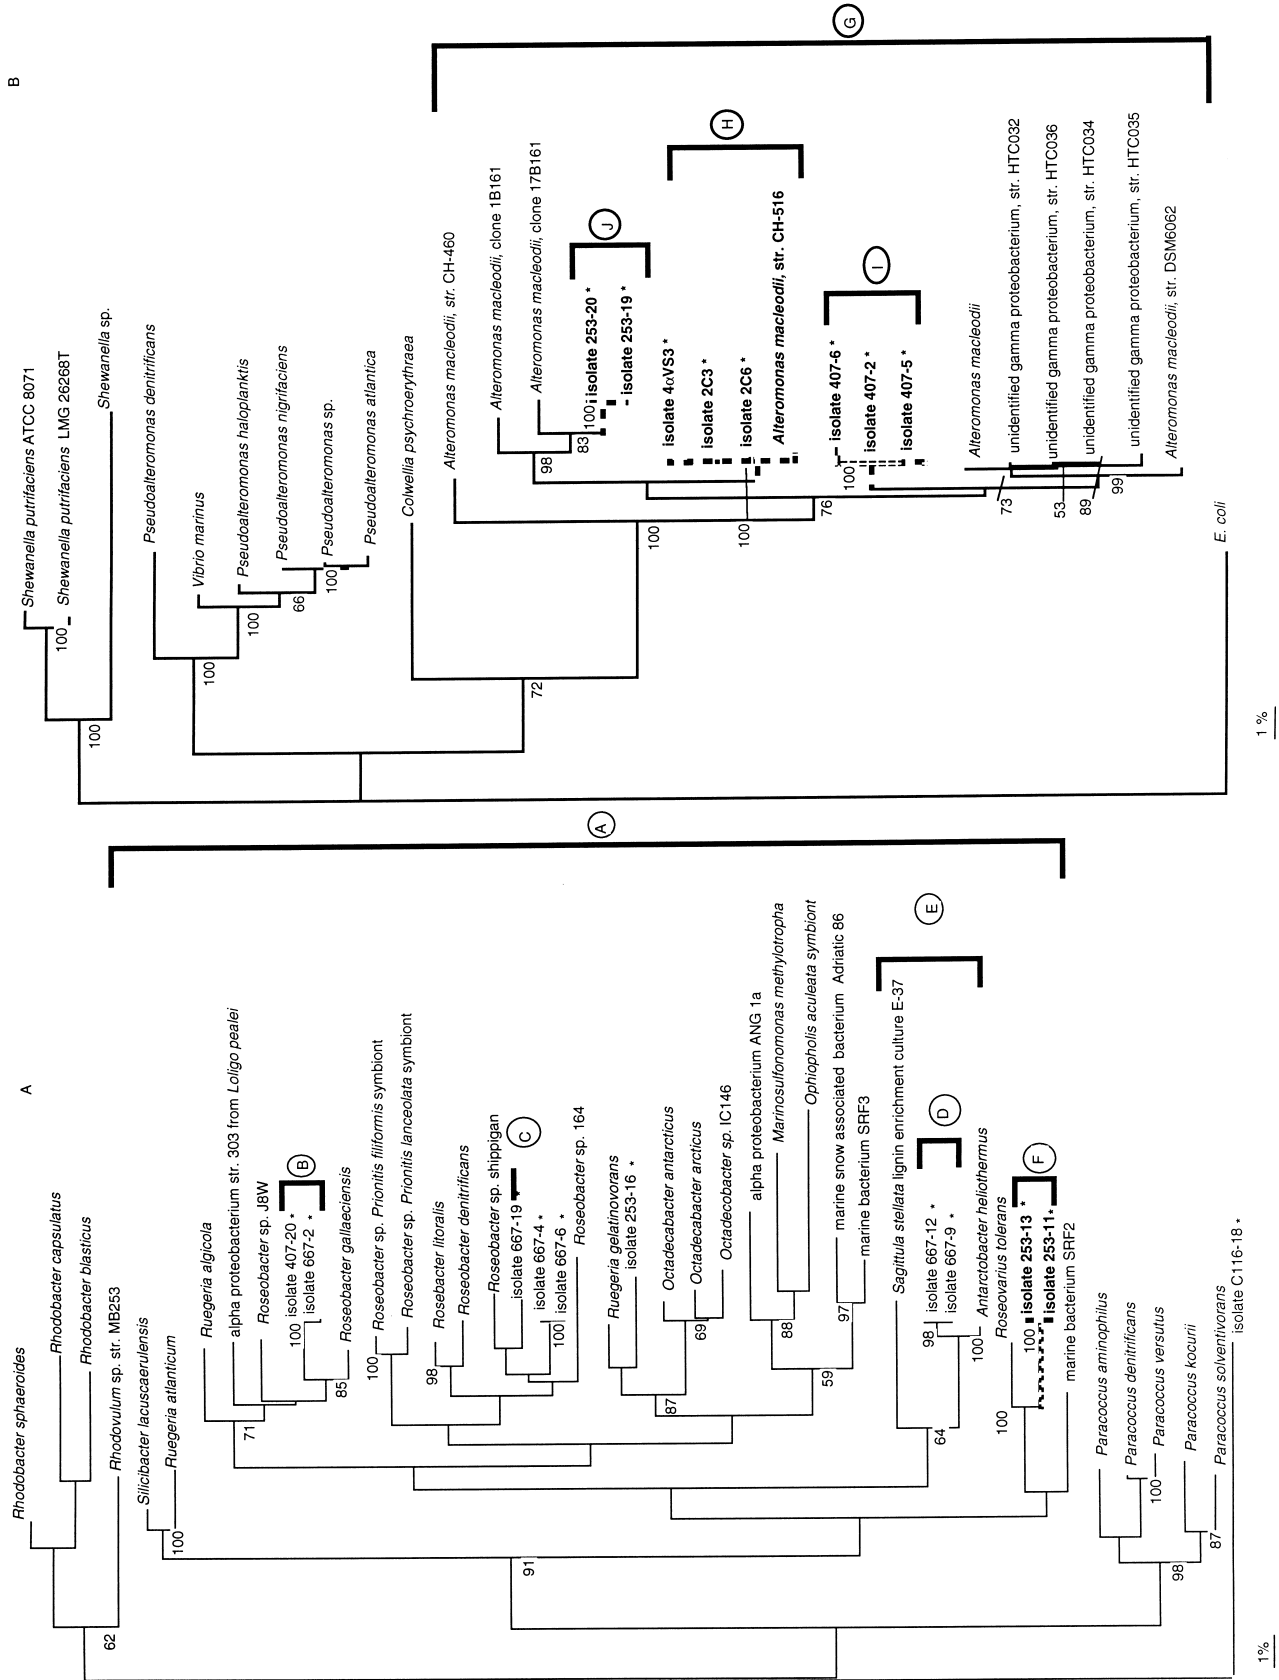 A
Rhodobacter sphaeroides
Rhodobacter capsulatus
Rhodobacter blasticus
Rhodovulum sp. str. MB253
62
Silicibacter lacuscaerulensis
Ruegeria atlanticum
100
91
Ruegeria algicola
alpha proteobacterium str. 303 from Loligo pealei
Roseobacter sp. J8W
71
isolate 407-20 *
isolate 667-2 *
100
B
Roseobacter gallaeciensis
85
Roseobacter sp. Prionitis filiformis symbiont
Roseobacter sp. Prionitis lanceolata symbiont
100
Rosebacter litoralis
Roseobacter denitrificans
98
Roseobacter sp. shippigan
isolate 667-19 *
isolate 667-4 *
isolate 667-6 *
100
C
Roseobacter sp. 164
Ruegeria gelatinovorans
isolate 253-16 *
87
Octadecabacter antarcticus
Octadecabacter arcticus
Octadecobacter sp. IC146
69
alpha proteobacterium ANG 1a
Marinosulfonomonas methylotropha
Ophiopholis aculeata symbiont
88
marine snow associated bacterium Adriatic 86
marine bacterium SRF3
97
59
Sagittula stellata lignin enrichment culture E-37
isolate 667-12 *
isolate 667-9 *
98
D
Antarctobacter heliothermus
100
64
E
Roseovarius tolerans
isolate 253-13 *
isolate 253-11*
100
F
100
marine bacterium SRF2
A
Paracoccus aminophilus
Paracoccus denitrificans
Paracoccus versutus
100
Paracoccus kocurii
Paracoccus solventivorans
87
98
isolate C116-18 *
1%
B
Shewanella putrifaciens ATCC 8071
Shewanella putrifaciens LMG 26268T
100
Shewanella sp.
100
Pseudoalteromonas denitrificans
Vibrio marinus
Pseudoalteromonas haloplanktis
Pseudoalteromonas nigrifaciens
Pseudoalteromonas sp.
Pseudoalteromonas atlantica
100
100
66
100
Colwellia psychroerythraea
72
Alteromonas macleodii, str. CH-460
100
Alteromonas macleodii, clone 1B161
Alteromonas macleodii, clone 17B161
98
83
100
isolate 253-20 *
isolate 253-19 *
J
isolate 4αVS3 *
isolate 2C3 *
isolate 2C6 *
Alteromonas macleodii, str. CH-516
100
H
76
isolate 407-6 *
isolate 407-2 *
isolate 407-5 *
100
I
Alteromonas macleodii
unidentified gamma proteobacterium, str. HTC032
unidentified gamma proteobacterium, str. HTC036
unidentified gamma proteobacterium, str. HTC034
unidentified gamma proteobacterium, str. HTC035
Alteromonas macleodii, str. DSM6062
73
53
89
99
G
E. coli
1 %